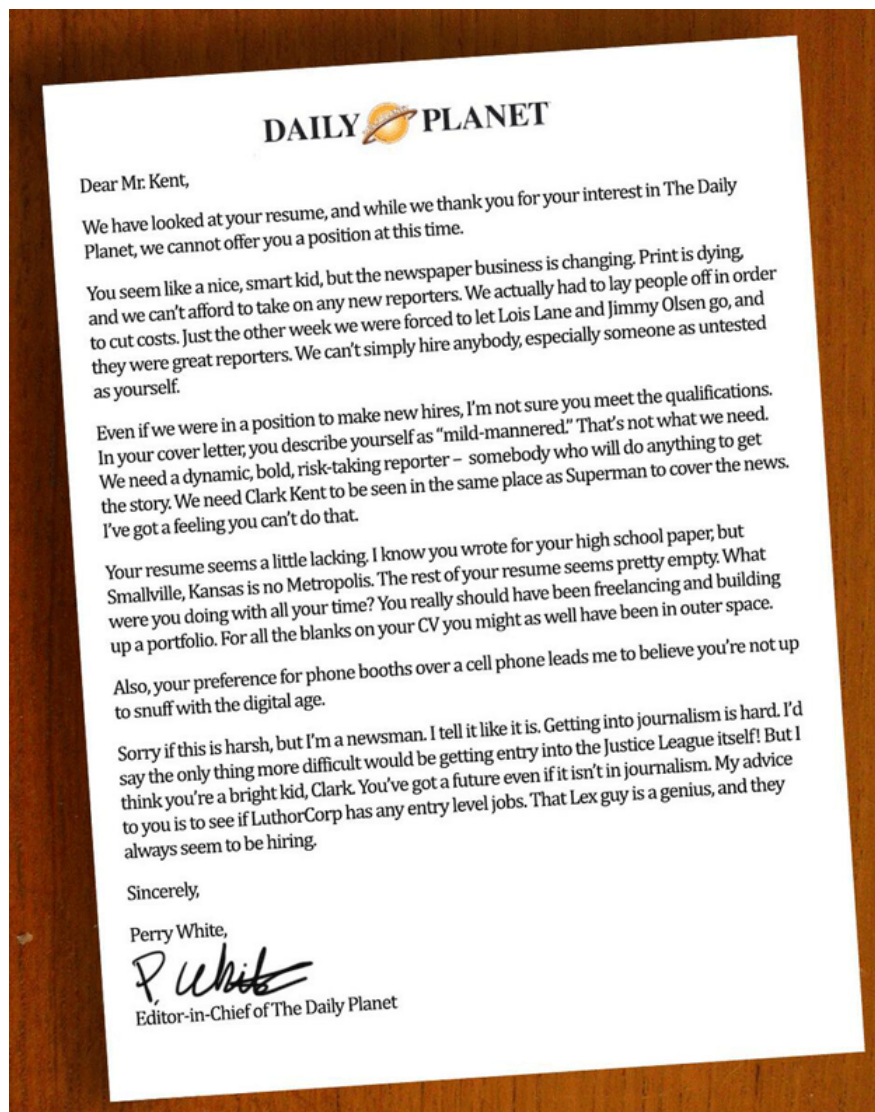 DAILY PLANET
Dear Mr. Kent,
We have looked at your resume, and while we thank you for your interest in The Daily
Planet, we cannot offer you a position at this time.
You seem like a nice, smart kid, but the newspaper business is changing. Print is dying,
and we can't afford to take on any new reporters. We actually had to lay people off in order
to cut costs. Just the other week we were forced to let Lois Lane and Jimmy Olsen go, and
they were great reporters. We can't simply hire anybody, especially someone as untested
as yourself.
Even if we were in a position to make new hires, I'm not sure you meet the qualifications.
In your cover letter, you describe yourself as “mild-mannered.” That's not what we need.
We need a dynamic, bold, risk-taking reporter – somebody who will do anything to get
the story. We need Clark Kent to be seen in the same place as Superman to cover the news.
I've got a feeling you can't do that.
Your resume seems a little lacking. I know you wrote for your high school paper, but
Smallville, Kansas is no Metropolis. The rest of your resume seems pretty empty. What
were you doing with all your time? You really should have been freelancing and building
up a portfolio. For all the blanks on your CV you might as well have been in outer space.
Also, your preference for phone booths over a cell phone leads me to believe you're not up
to snuff with the digital age.
Sorry if this is harsh, but I'm a newsman. I tell it like it is. Getting into journalism is hard. I'd
say the only thing more difficult would be getting entry into the Justice League itself! But I
think you're a bright kid, Clark. You've got a future even if it isn't in journalism. My advice
to you is to see if LuthorCorp has any entry level jobs. That Lex guy is a genius, and they
always seem to be hiring.
Sincerely,
Perry White,
P. White
Editor-in-Chief of The Daily Planet